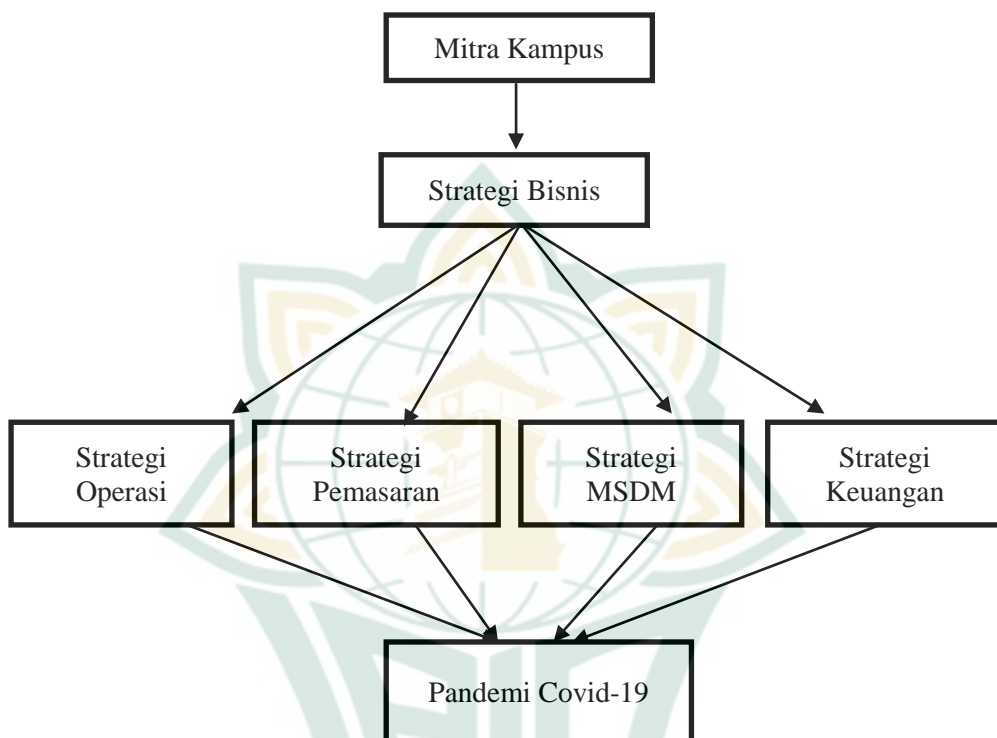 Mitra Kampus
Strategi Bisnis
Strategi
Operasi
Strategi
Pemasaran
Strategi
MSDM
Strategi
Keuangan
Pandemi Covid-19